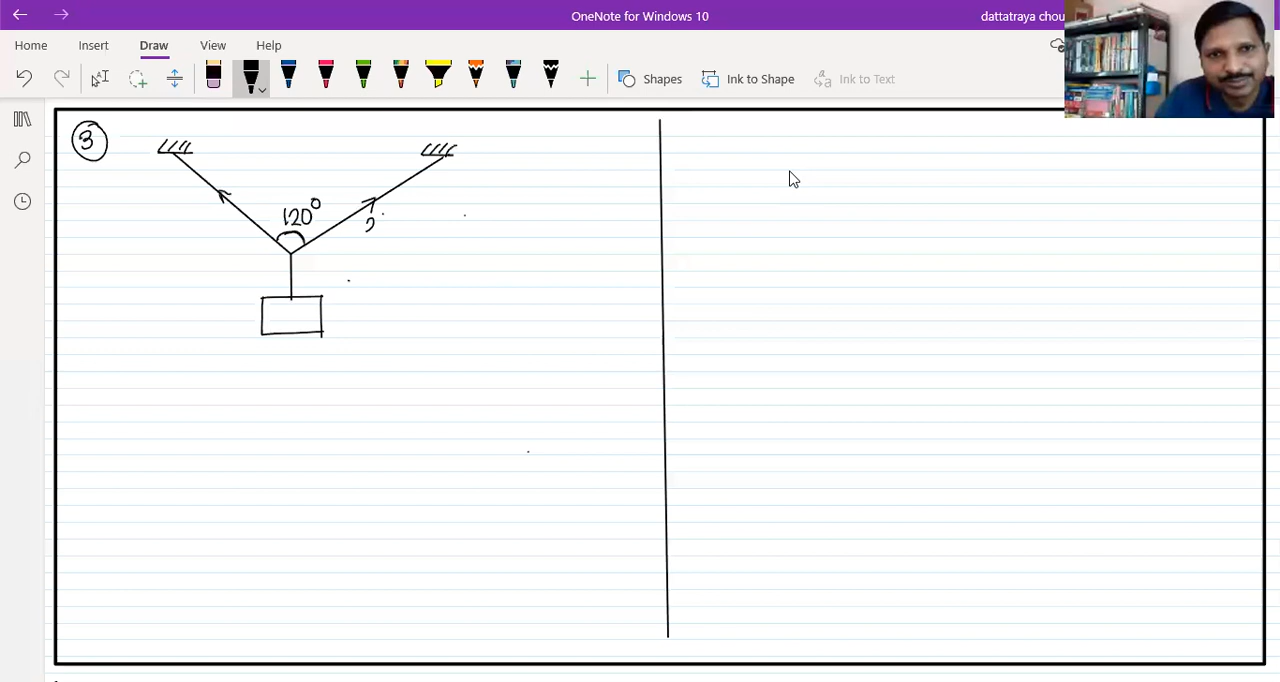 OneNote for Windows 10
dattatraya chou
Home Insert Draw View Help
Shapes Ink to Shape Ink to Text
3
120°